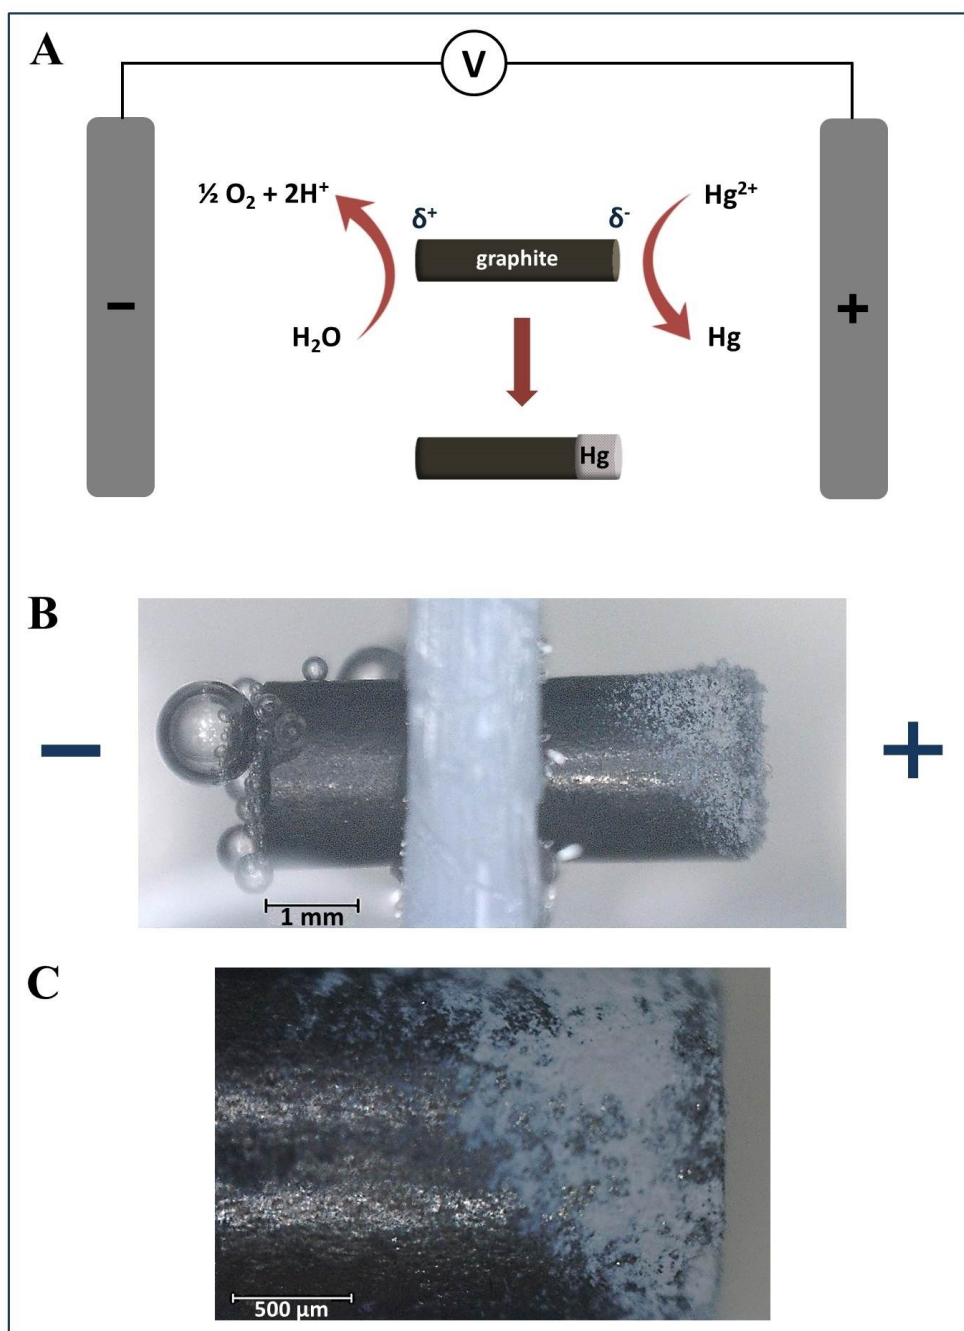 A
V
½ O₂ + 2H⁺
δ⁺
δ⁻
Hg²⁺
graphite
−
+
H₂O
Hg
Hg
B
−
+
1 mm
C
500 µm